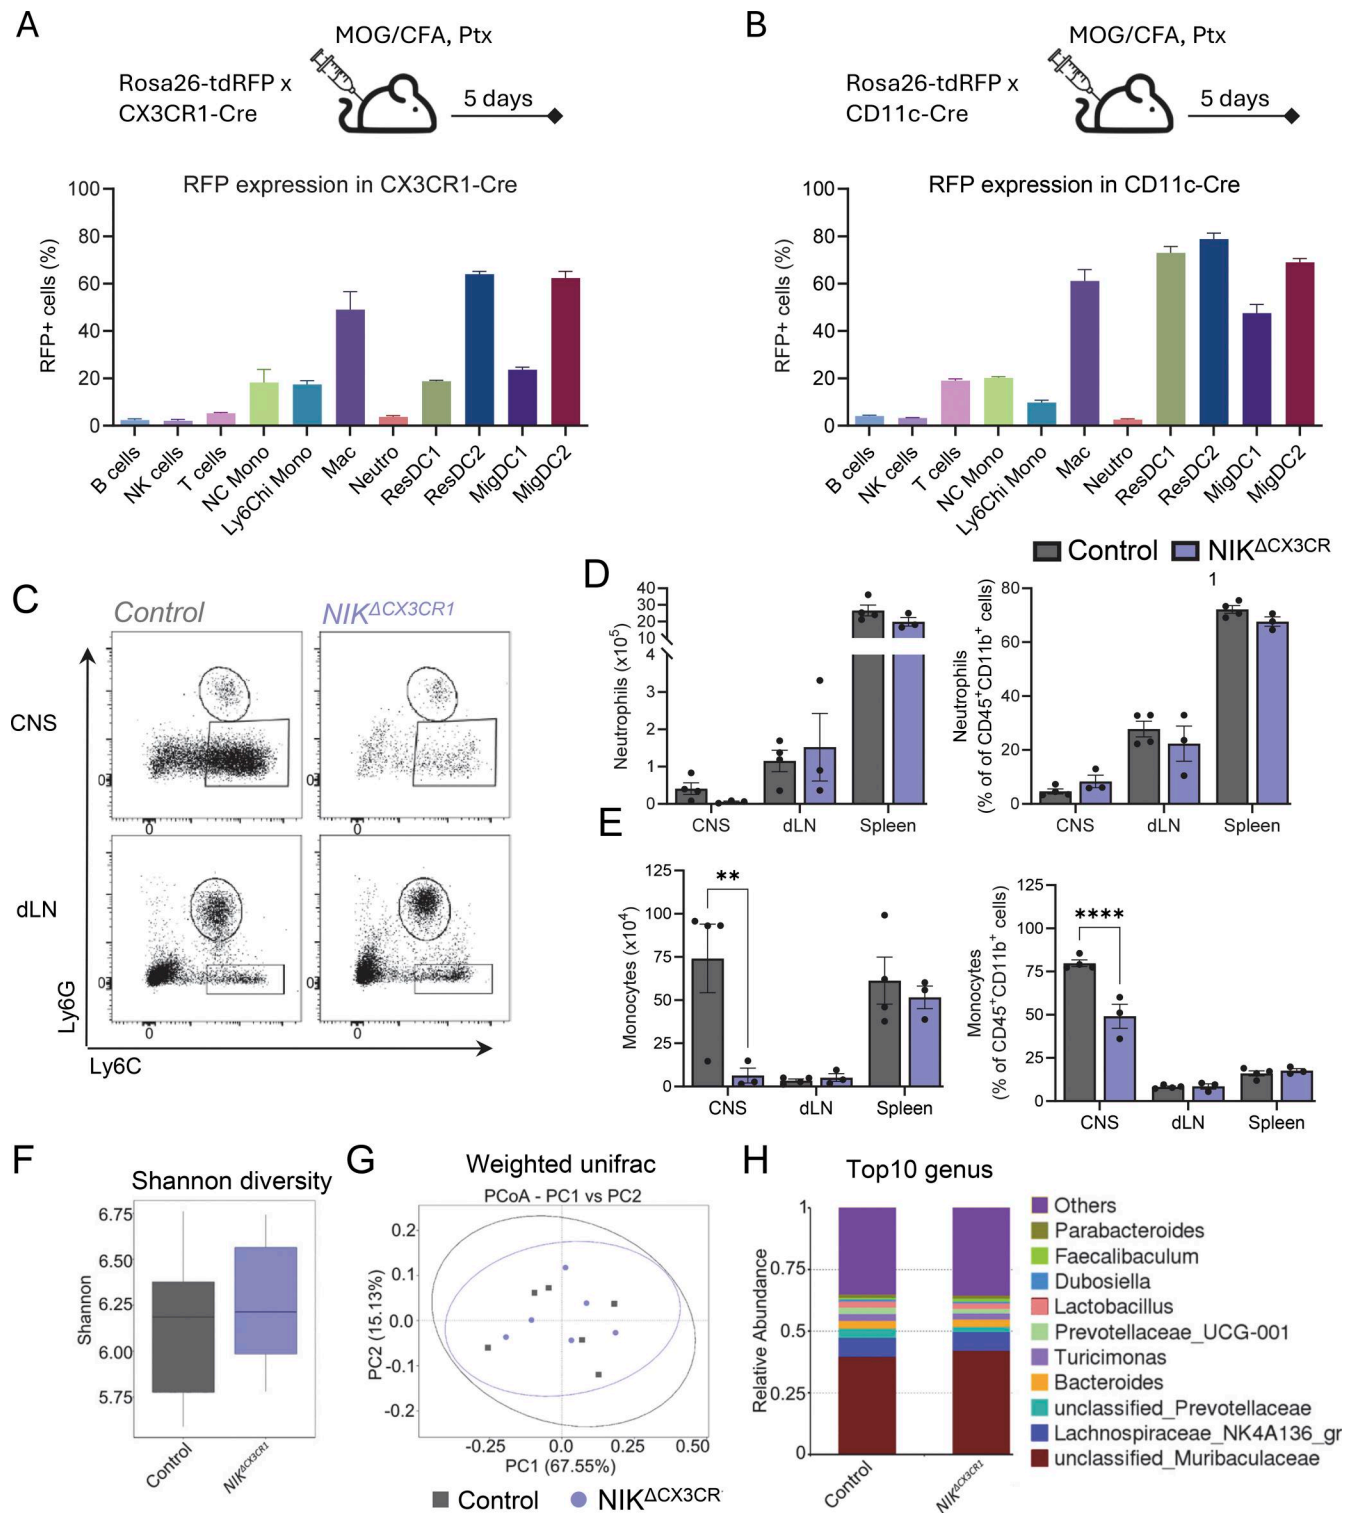 A
MOG/CFA, Ptx
Rosa26-tdRFP x
CX3CR1-Cre
5 days
RFP expression in CX3CR1-Cre
RFP+ cells (%)
100
80
60
40
20
0
B cells
NK cells
T cells
NC Mono
Ly6Chi Mono
Mac
Neutro
ResDC1
ResDC2
MigDC1
MigDC2
B
MOG/CFA, Ptx
Rosa26-tdRFP x
CD11c-Cre
5 days
RFP expression in CD11c-Cre
RFP+ cells (%)
100
80
60
40
20
0
B cells
NK cells
T cells
NC Mono
Ly6Chi Mono
Mac
Neutro
ResDC1
ResDC2
MigDC1
MigDC2
Control
NIKΔCX3CR
1
C
Control
NIKΔCX3CR1
CNS
0
0
0
dLN
0
0
0
0
Ly6G
Ly6C
D
Neutrophils (x10⁵)
40
30
20
10
4
3
2
1
0
CNS
dLN
Spleen
Neutrophils
(% of of CD45⁺CD11b⁺ cells)
80
60
40
20
0
CNS
dLN
Spleen
E
Monocytes (x10⁴)
125
100
75
50
25
0
**
CNS
dLN
Spleen
Monocytes
(% of CD45⁺CD11b⁺ cells)
125
100
75
50
25
0
****
CNS
dLN
Spleen
F
Shannon diversity
Shannon
6.75
6.50
6.25
6.00
5.75
Control
NIKΔCX3CR1
G
Weighted unifrac
PCoA - PC1 vs PC2
PC2 (15.13%)
0.2
0.1
0.0
-0.1
-0.2
-0.25
0.0
0.25
0.50
PC1 (67.55%)
Control
NIKΔCX3CR
H
Top10 genus
Relative Abundance
1
0.75
0.5
0.25
0
Control
NIKΔCX3CR1
Others
Parabacteroides
Faecalibaculum
Dubosiella
Lactobacillus
Prevotellaceae_UCG-001
Turicimonas
Bacteroides
unclassified_Prevotellaceae
Lachnospiraceae_NK4A136_gr
unclassified_Muribaculaceae